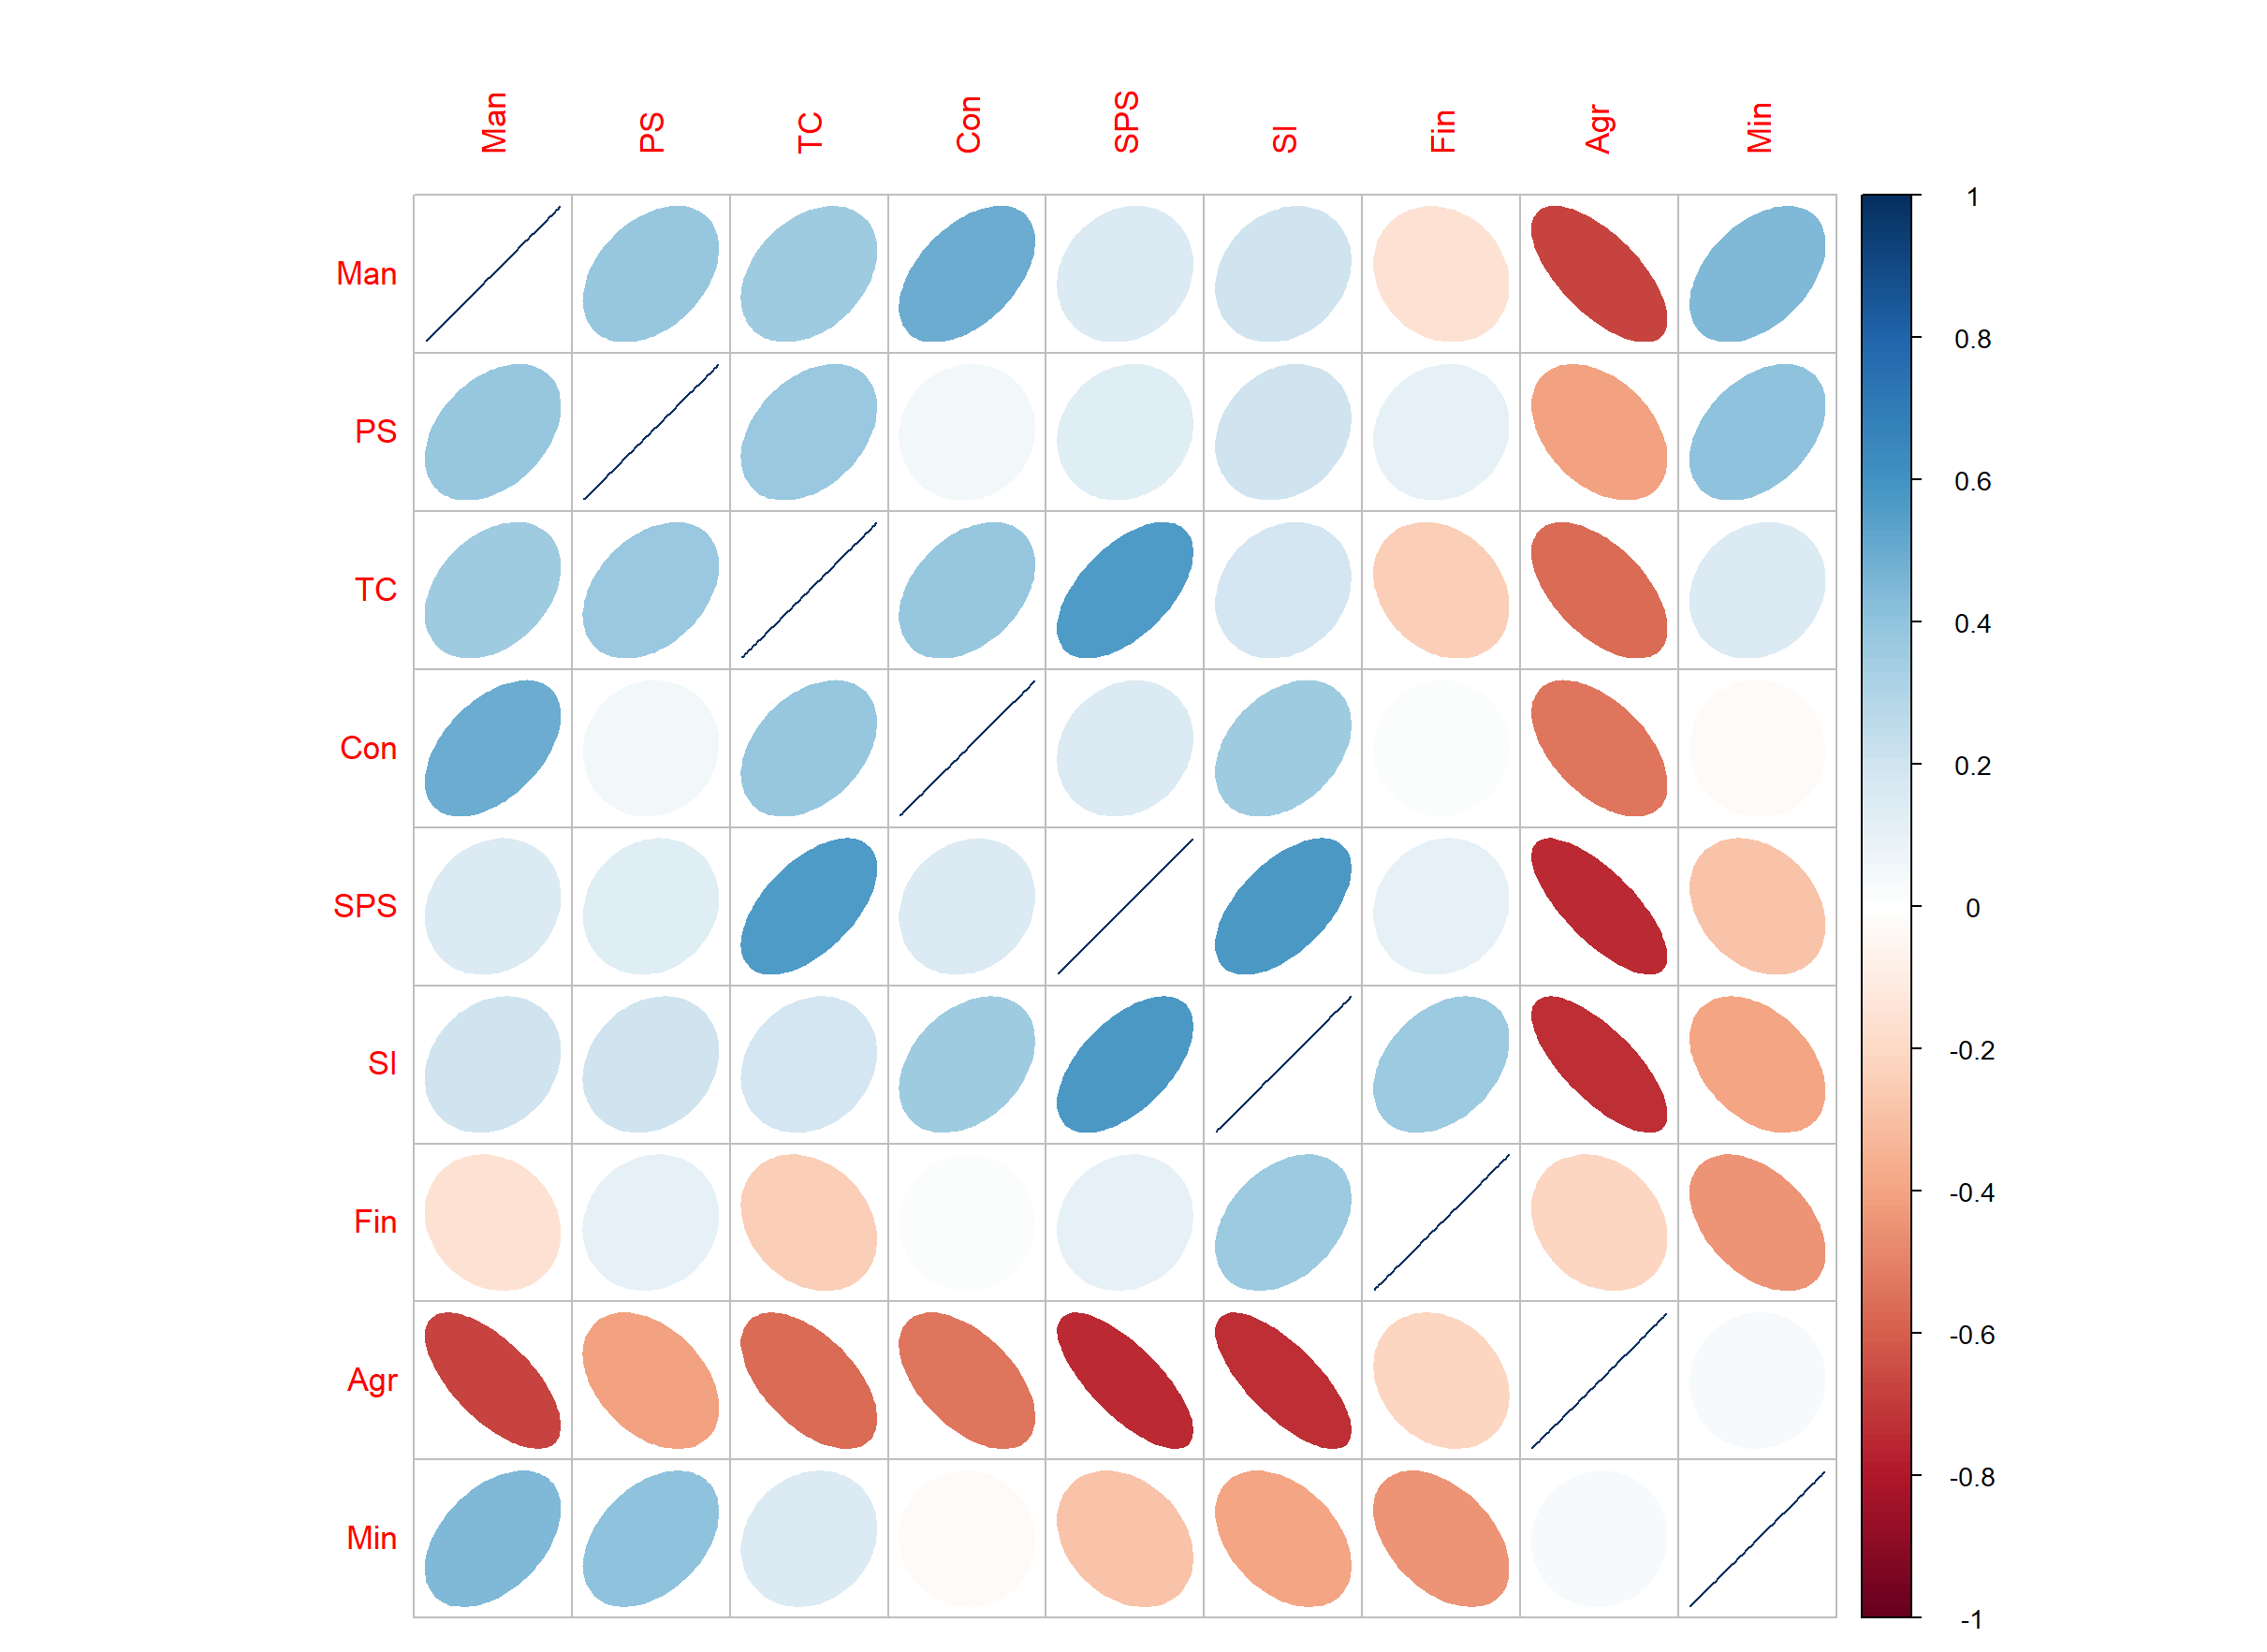 Man PS TC Con SPS SI Fin Agr Min
Man
PS
TC
Con
SPS
SI
Fin
Agr
Min
1
0.8
0.6
0.4
0.2
0
-0.2
-0.4
-0.6
-0.8
-1